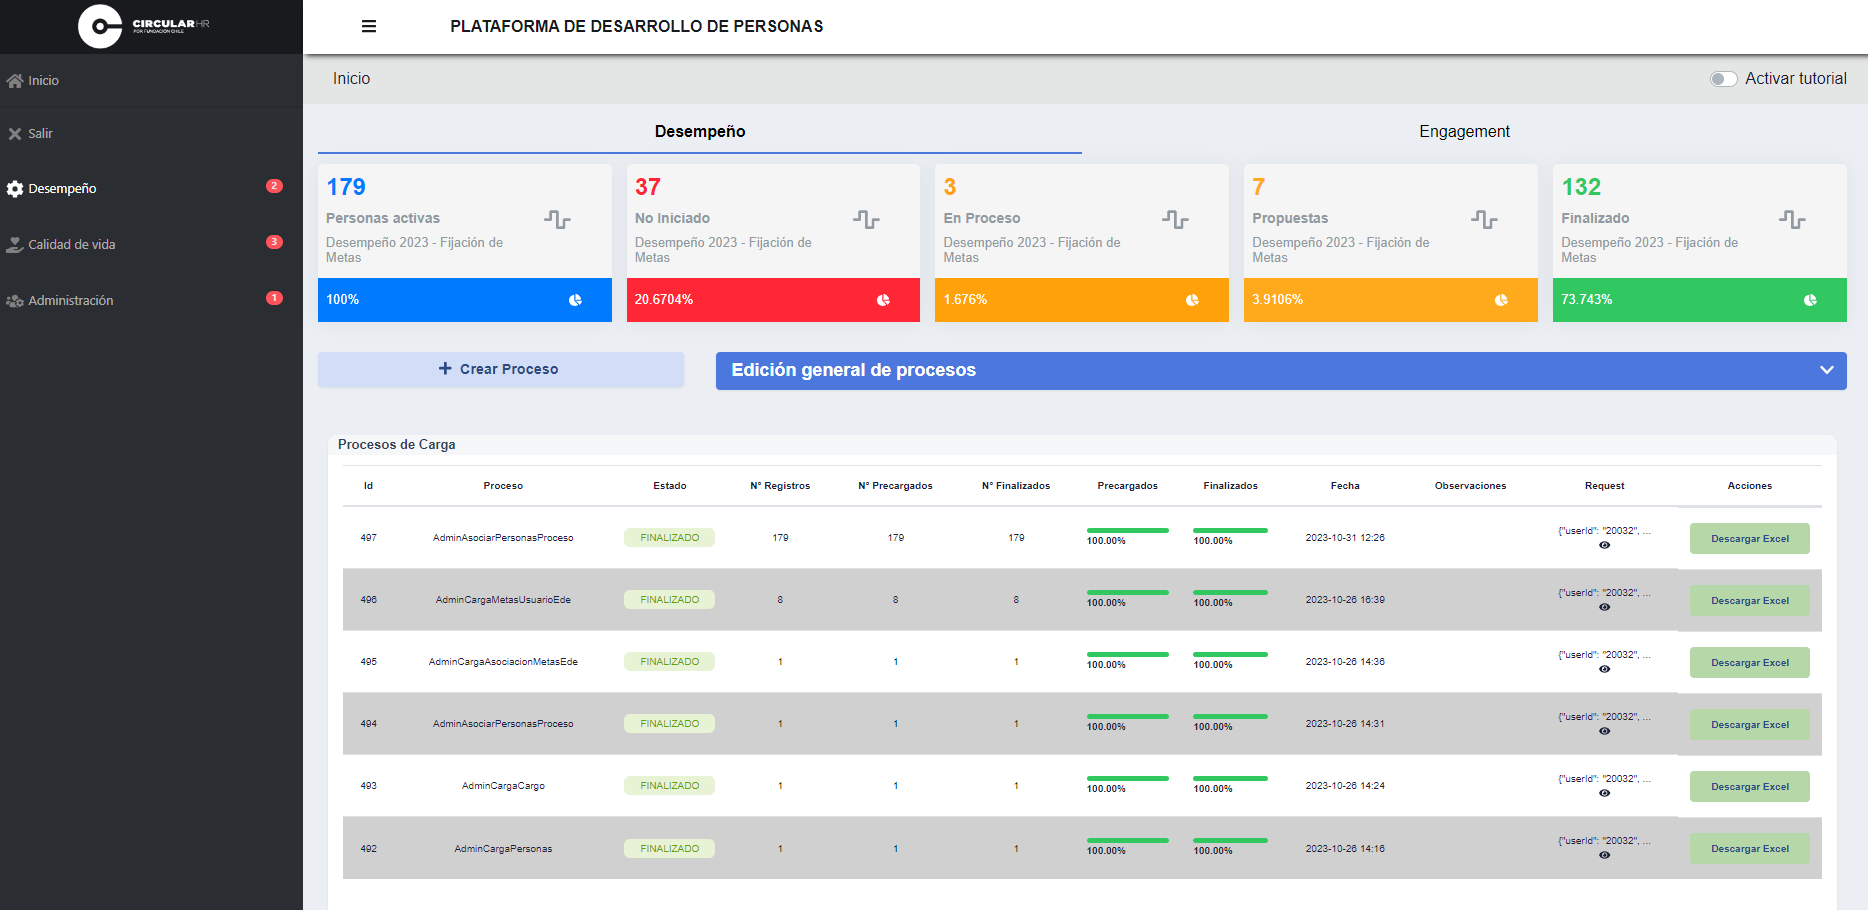 CIRCULAR HR
POR FUNDACIÓN CHILE
PLATAFORMA DE DESARROLLO DE PERSONAS
Inicio
Salir
Desempeño 2
Calidad de vida 3
Administración 1
Inicio
Activar tutorial
Desempeño Engagement
179
Personas activas
Desempeño 2023 - Fijación de
Metas
100%
37
No Iniciado
Desempeño 2023 - Fijación de
Metas
20.6704%
3
En Proceso
Desempeño 2023 - Fijación de
Metas
1.676%
7
Propuestas
Desempeño 2023 - Fijación de
Metas
3.9106%
132
Finalizado
Desempeño 2023 - Fijación de
Metas
73.743%
+ Crear Proceso
Edición general de procesos
Procesos de Carga
Id Proceso Estado N° Registros N° Precargados N° Finalizados Precargados Finalizados Fecha Observaciones Request Acciones
497 AdminAsociarPersonasProceso FINALIZADO 179 179 179 100.00% 100.00% 2023-10-31 12:26 {"userId": "20032", ... Descargar Excel
496 AdminCargaMetasUsuarioEde FINALIZADO 8 8 8 100.00% 100.00% 2023-10-26 16:39 {"userId": "20032", ... Descargar Excel
495 AdminCargaAsociacionMetasEde FINALIZADO 1 1 1 100.00% 100.00% 2023-10-26 14:36 {"userId": "20032", ... Descargar Excel
494 AdminAsociarPersonasProceso FINALIZADO 1 1 1 100.00% 100.00% 2023-10-26 14:31 {"userId": "20032", ... Descargar Excel
493 AdminCargaCargo FINALIZADO 1 1 1 100.00% 100.00% 2023-10-26 14:24 {"userId": "20032", ... Descargar Excel
492 AdminCargaPersonas FINALIZADO 1 1 1 100.00% 100.00% 2023-10-26 14:16 {"userId": "20032", ... Descargar Excel